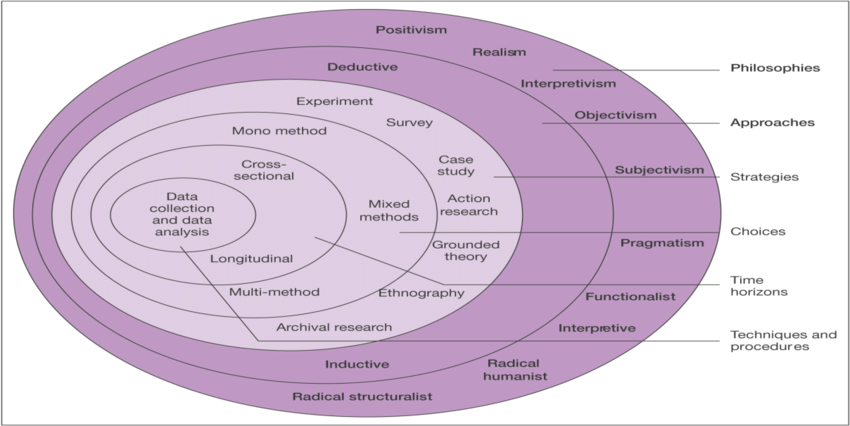 Positivism
Realism
Deductive
Philosophies
Interpretivism
Experiment
Objectivism
Survey
Approaches
Mono method
Case
study
Cross-
sectional
Subjectivism
Strategies
Data
collection
and data
analysis
Mixed
methods
Action
research
Choices
Pragmatism
Grounded
theory
Longitudinal
Time
horizons
Multi-method
Ethnography
Functionalist
Archival research
Interpretive
Techniques and
procedures
Inductive
Radical
humanist
Radical structuralist